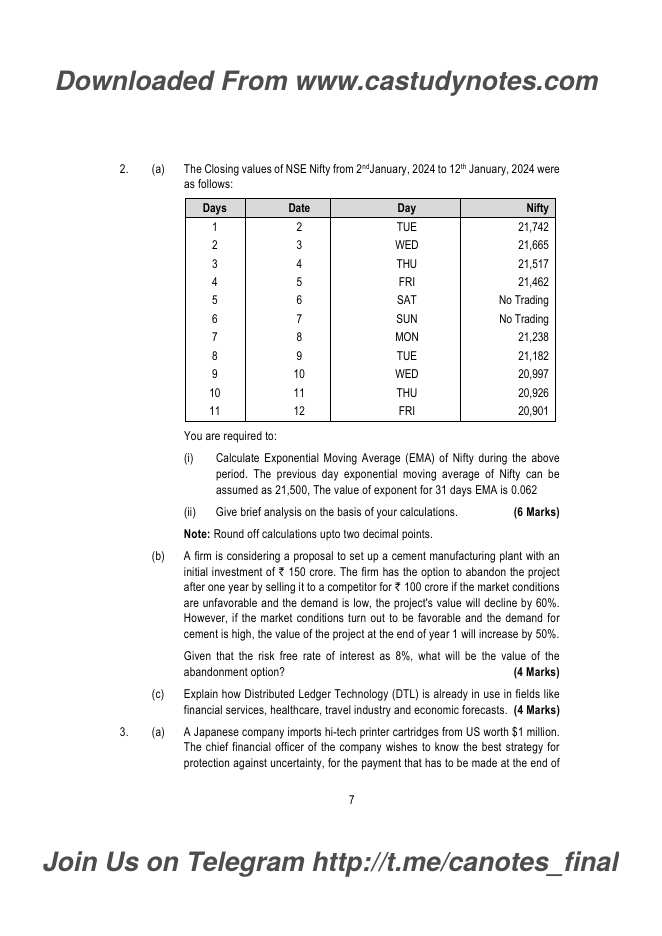 Downloaded From www.castudynotes.com
2. (a) The Closing values of NSE Nifty from 2ndJanuary, 2024 to 12th January, 2024 were
as follows:
Days Date Day Nifty
1 2 TUE 21,742
2 3 WED 21,665
3 4 THU 21,517
4 5 FRI 21,462
5 6 SAT No Trading
6 7 SUN No Trading
7 8 MON 21,238
8 9 TUE 21,182
9 10 WED 20,997
10 11 THU 20,926
11 12 FRI 20,901
You are required to:
(i) Calculate Exponential Moving Average (EMA) of Nifty during the above
period. The previous day exponential moving average of Nifty can be
assumed as 21,500, The value of exponent for 31 days EMA is 0.062
(ii) Give brief analysis on the basis of your calculations. (6 Marks)
Note: Round off calculations upto two decimal points.
(b) A firm is considering a proposal to set up a cement manufacturing plant with an
initial investment of ₹ 150 crore. The firm has the option to abandon the project
after one year by selling it to a competitor for ₹ 100 crore if the market conditions
are unfavorable and the demand is low, the project's value will decline by 60%.
However, if the market conditions turn out to be favorable and the demand for
cement is high, the value of the project at the end of year 1 will increase by 50%.
Given that the risk free rate of interest as 8%, what will be the value of the
abandonment option? (4 Marks)
(c) Explain how Distributed Ledger Technology (DTL) is already in use in fields like
financial services, healthcare, travel industry and economic forecasts. (4 Marks)
3. (a) A Japanese company imports hi-tech printer cartridges from US worth $1 million.
The chief financial officer of the company wishes to know the best strategy for
protection against uncertainty, for the payment that has to be made at the end of
7
Join Us on Telegram http://t.me/canotes_final